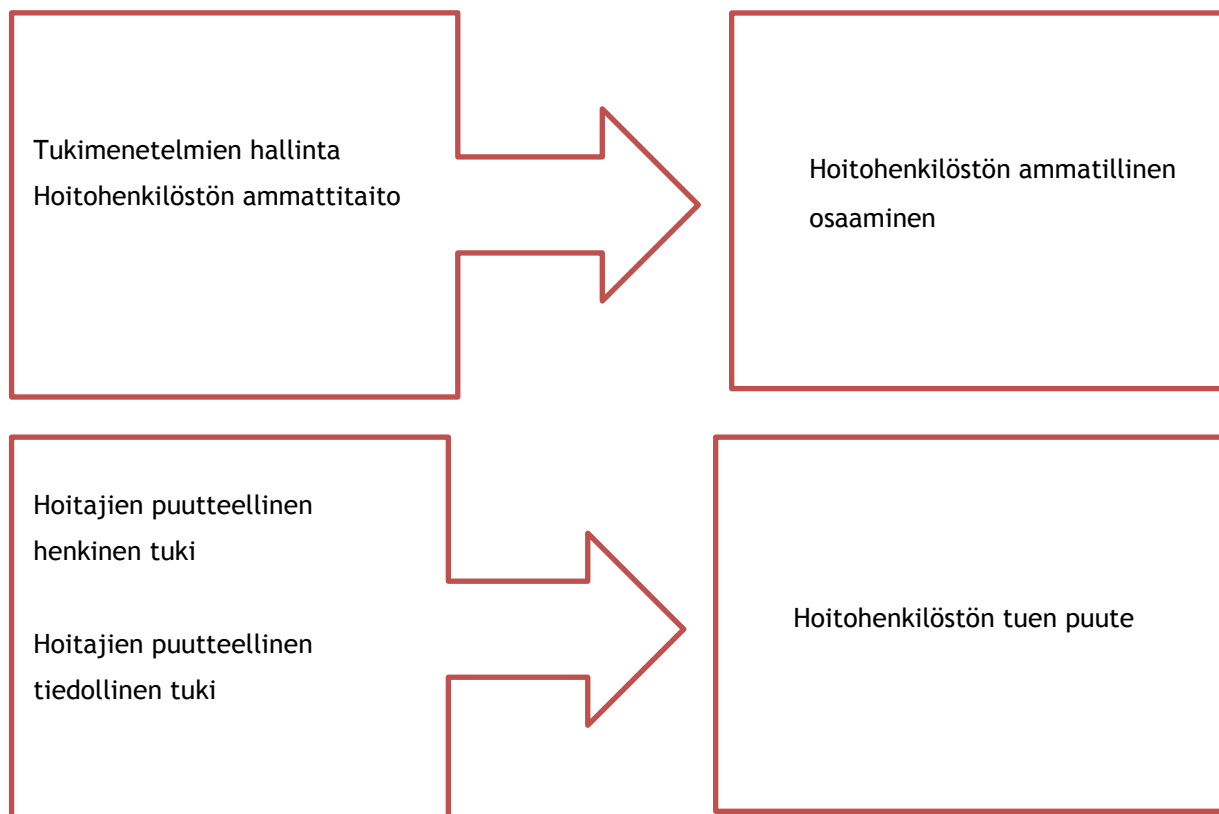 Tukimenetelmien hallinta
Hoitohenkilöstön ammattitaito
Hoitohenkilöstön ammatillinen
osaaminen
Hoitajien puutteellinen
henkinen tuki
Hoitajien puutteellinen
tiedollinen tuki
Hoitohenkilöstön tuen puute